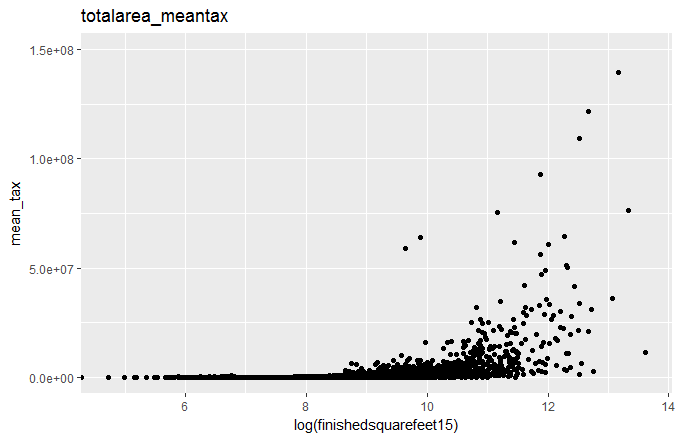 totalarea_meantax
1.5e+08
1.0e+08
5.0e+07
0.0e+00
mean_tax
6 8 10 12 14
log(finishedsquarefeet15)